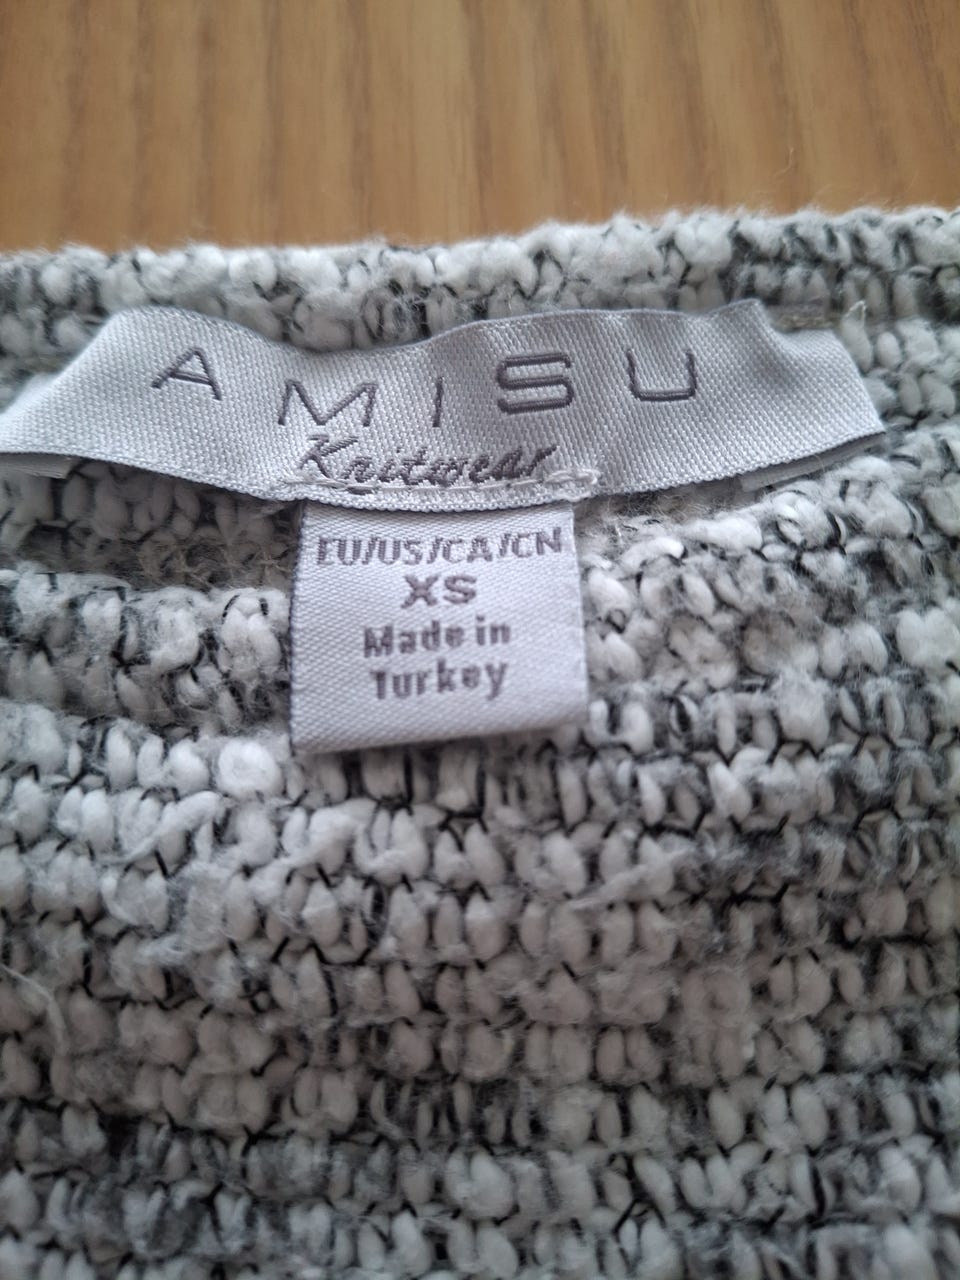 AMISU
Knitwear
EU/US/CA/CN
XS
Made in
Turkey